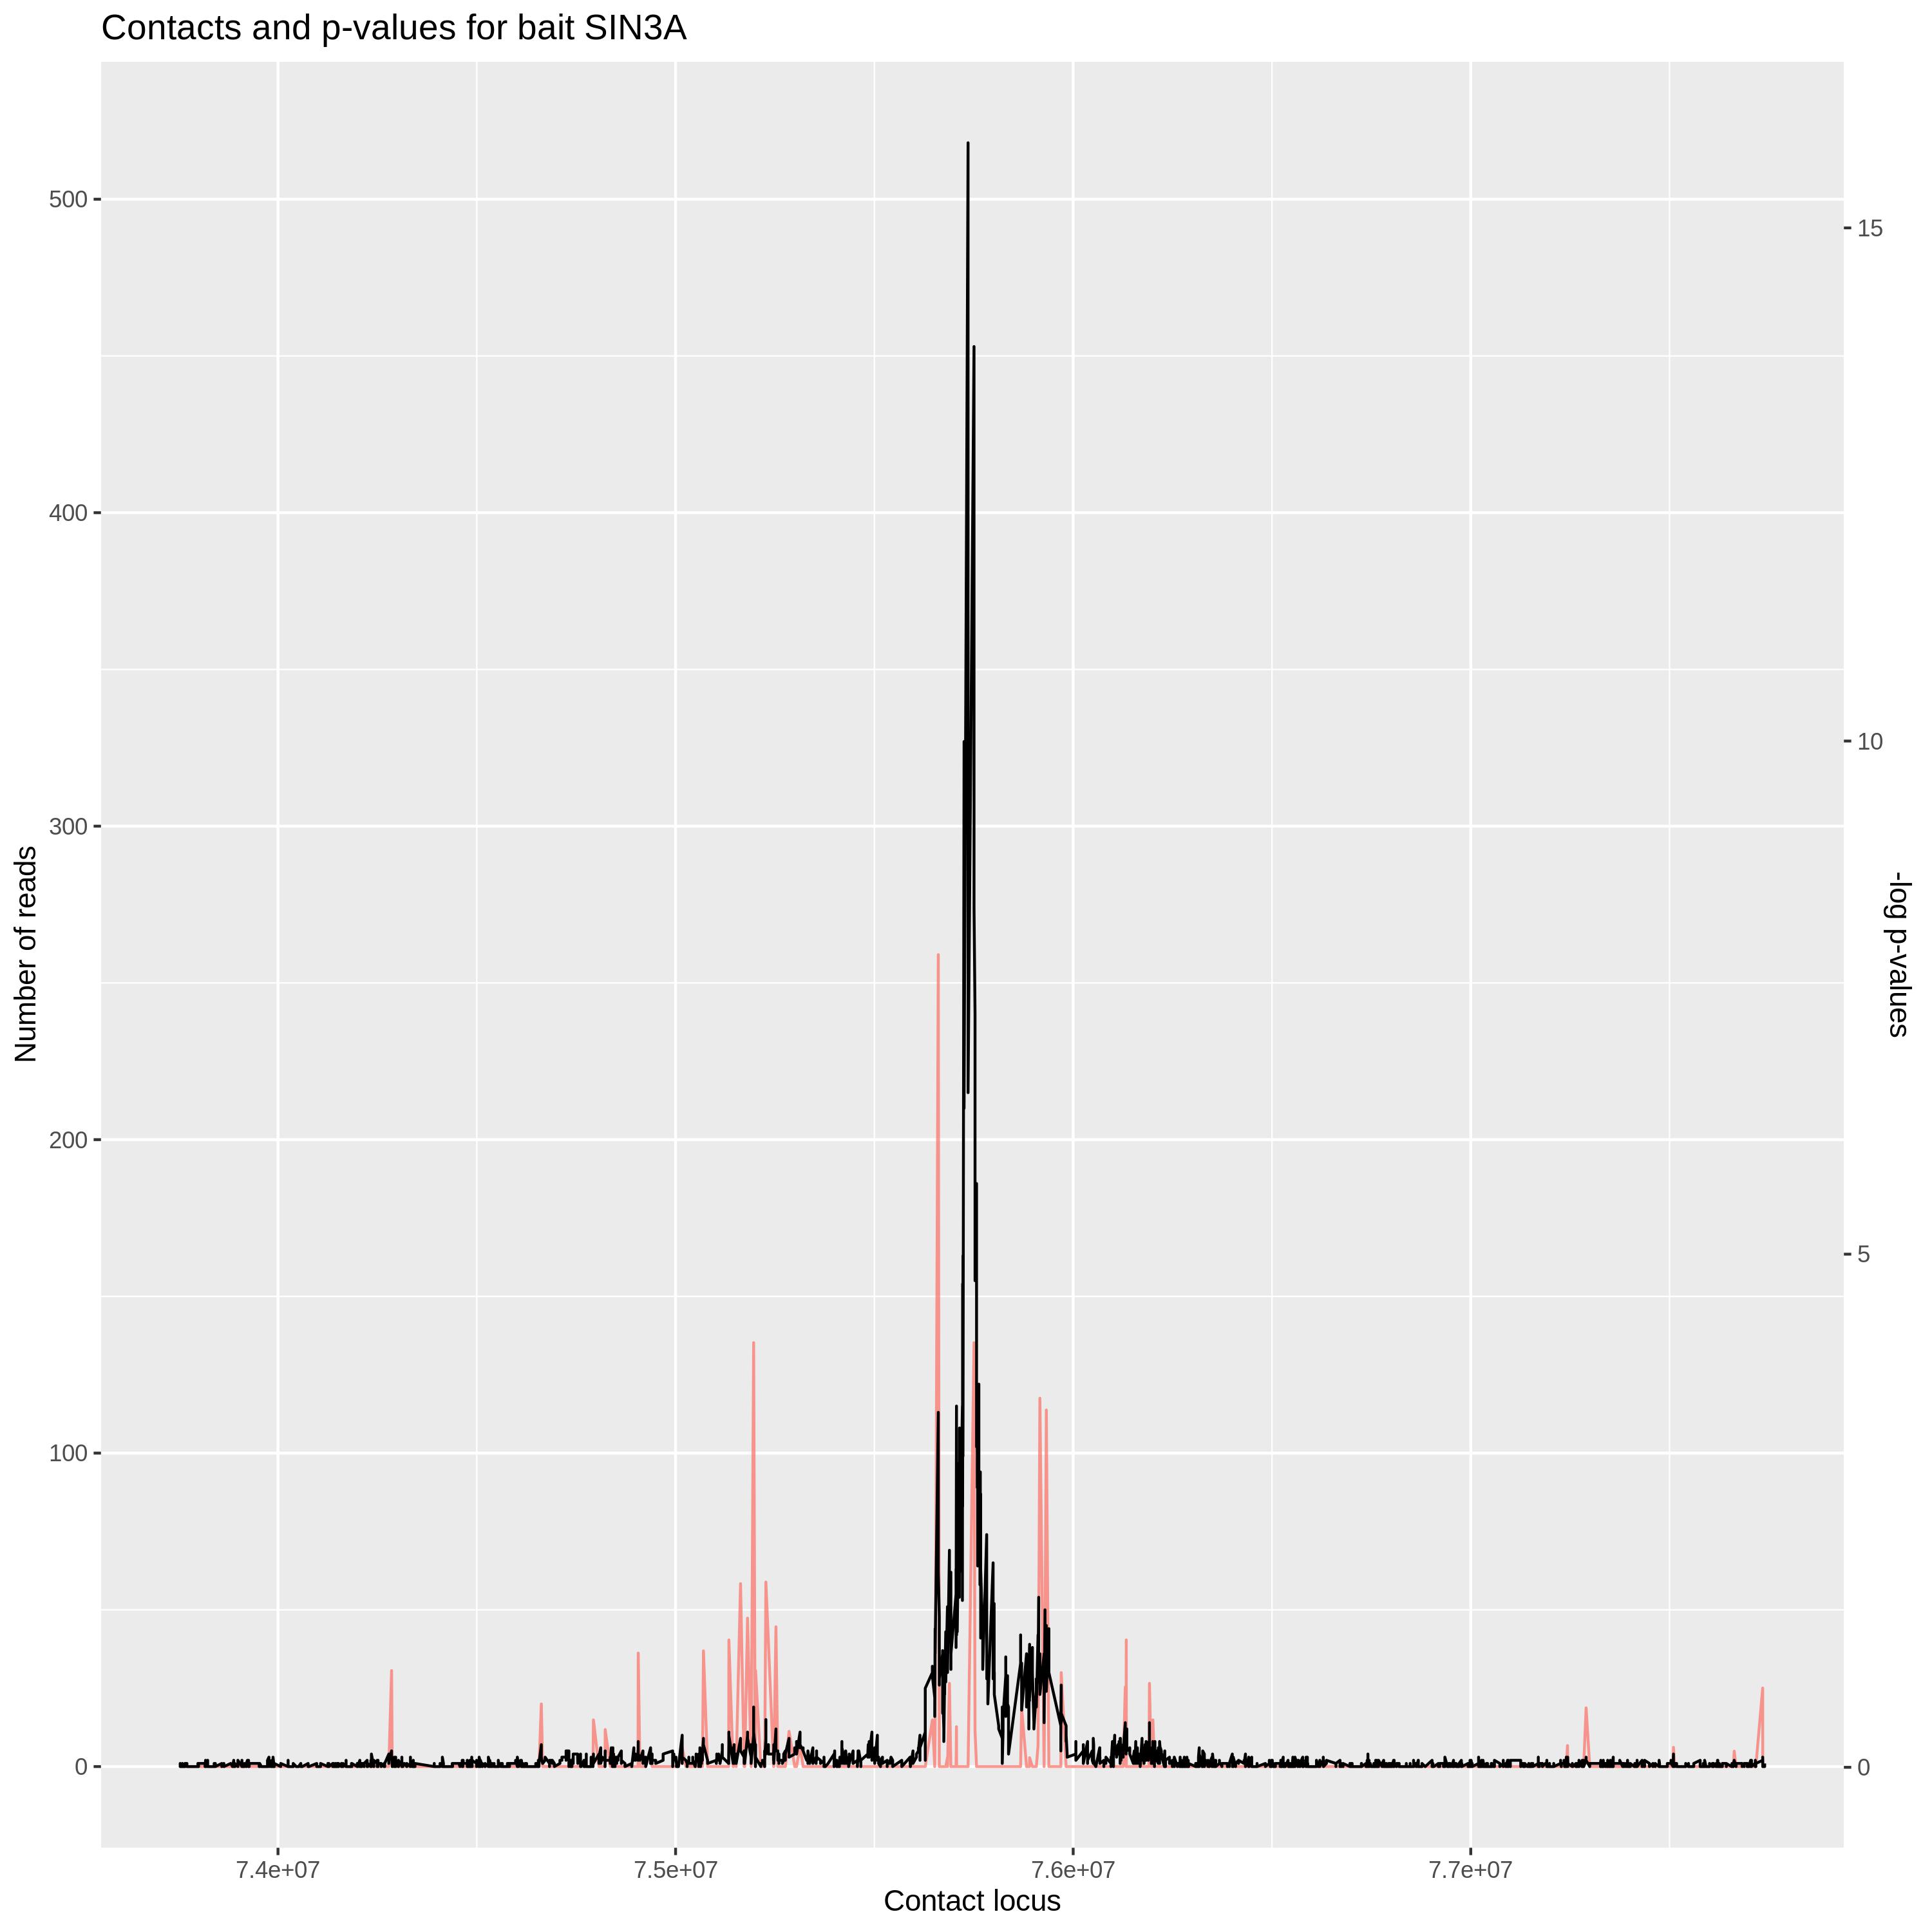 Contacts and p-values for bait SIN3A
500
400
300
200
100
0
Number of reads
15
10
5
0
-log p-values
7.4e+07 7.5e+07 7.6e+07 7.7e+07
Contact locus